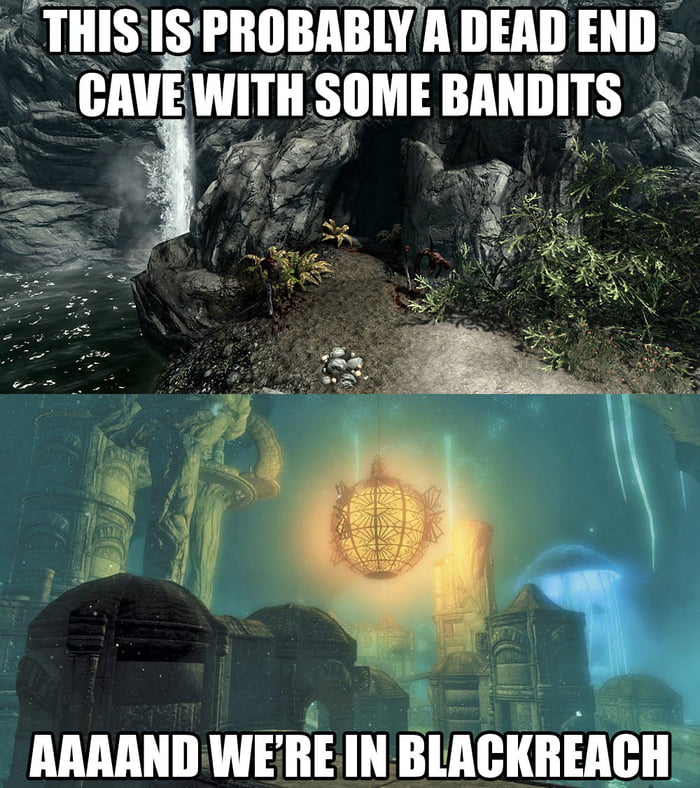 THIS IS PROBABLY A DEAD END
CAVE WITH SOME BANDITS
AAAAND WE'RE IN BLACKREACH